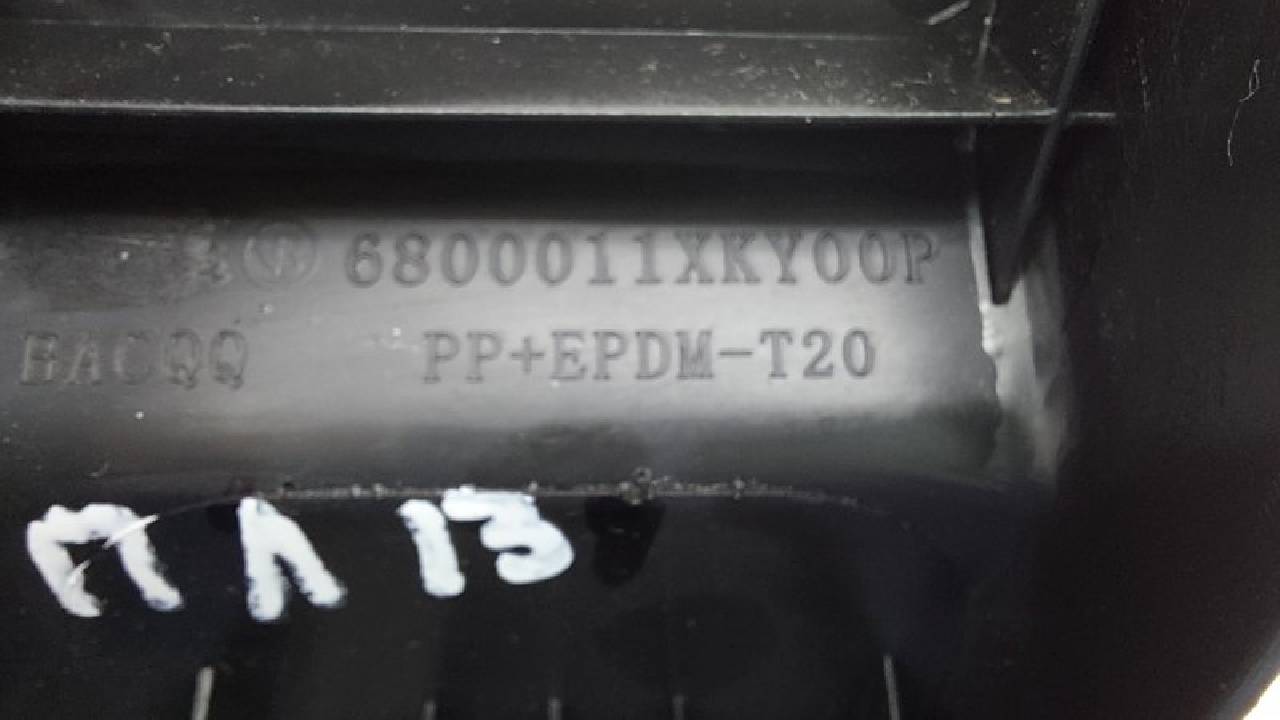 6800011XKY00P
BACQQ PP+EPDM-T20
ПЛ 13